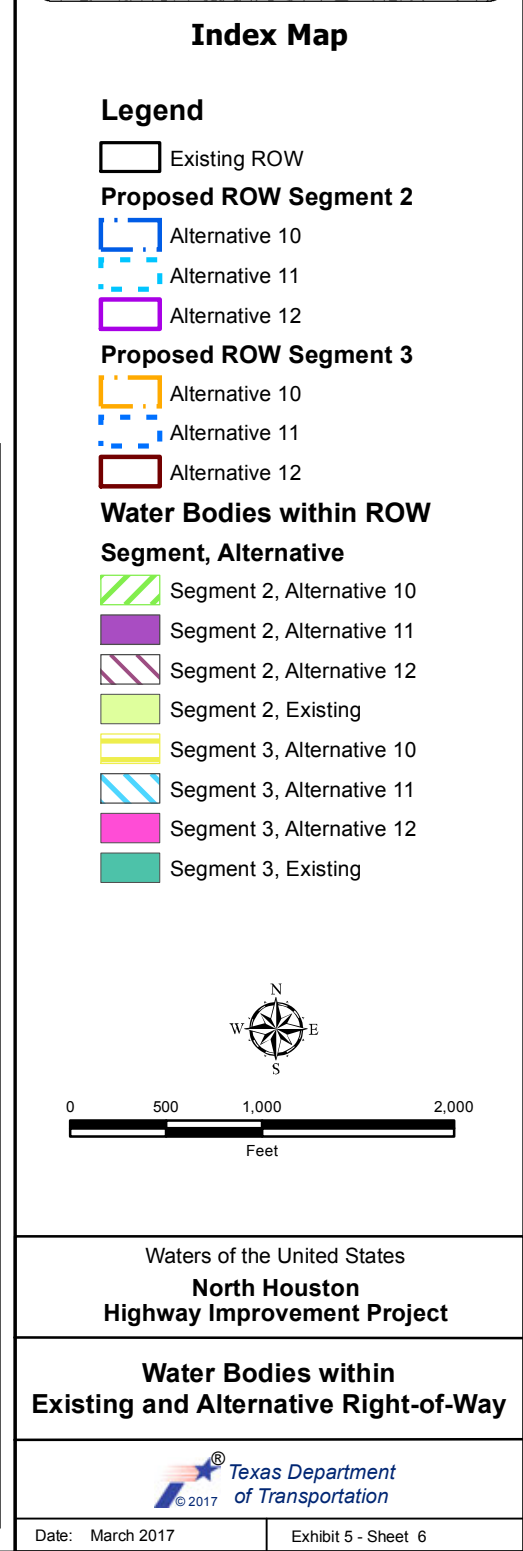 Index Map
Legend
Existing ROW
Proposed ROW Segment 2
Alternative 10
Alternative 11
Alternative 12
Proposed ROW Segment 3
Alternative 10
Alternative 11
Alternative 12
Water Bodies within ROW
Segment, Alternative
Segment 2, Alternative 10
Segment 2, Alternative 11
Segment 2, Alternative 12
Segment 2, Existing
Segment 3, Alternative 10
Segment 3, Alternative 11
Segment 3, Alternative 12
Segment 3, Existing
N
W E
S
0 500 1,000 2,000
Feet
Waters of the United States
North Houston
Highway Improvement Project
Water Bodies within
Existing and Alternative Right-of-Way
® Texas Department
© 2017 of Transportation
Date: March 2017 Exhibit 5 - Sheet 6